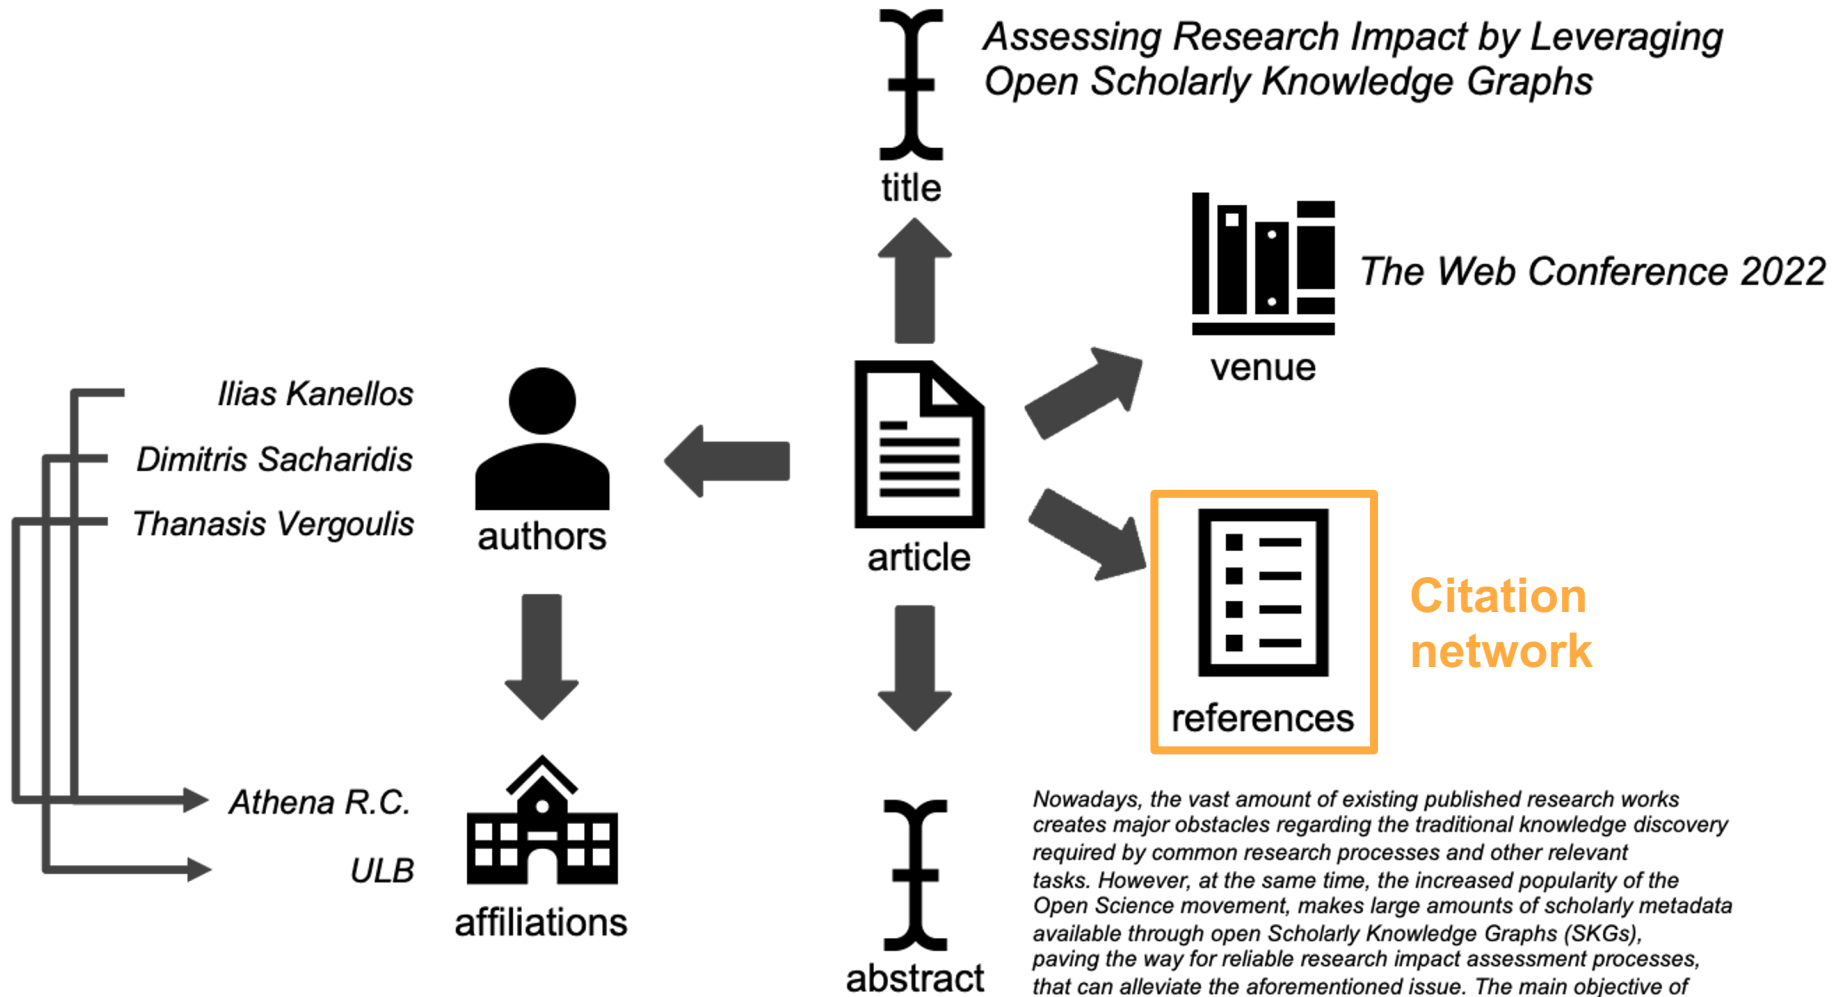 Assessing Research Impact by Leveraging
Open Scholarly Knowledge Graphs
title
The Web Conference 2022
venue
Ilias Kanellos
Dimitris Sacharidis
Thanasis Vergoulis
authors
article
Citation
network
references
Athena R.C.
ULB
affiliations
abstract
Nowadays, the vast amount of existing published research works
creates major obstacles regarding the traditional knowledge discovery
required by common research processes and other relevant
tasks. However, at the same time, the increased popularity of the
Open Science movement, makes large amounts of scholarly metadata
available through open Scholarly Knowledge Graphs (SKGs),
paving the way for reliable research impact assessment processes,
that can alleviate the aforementioned issue. The main objective of